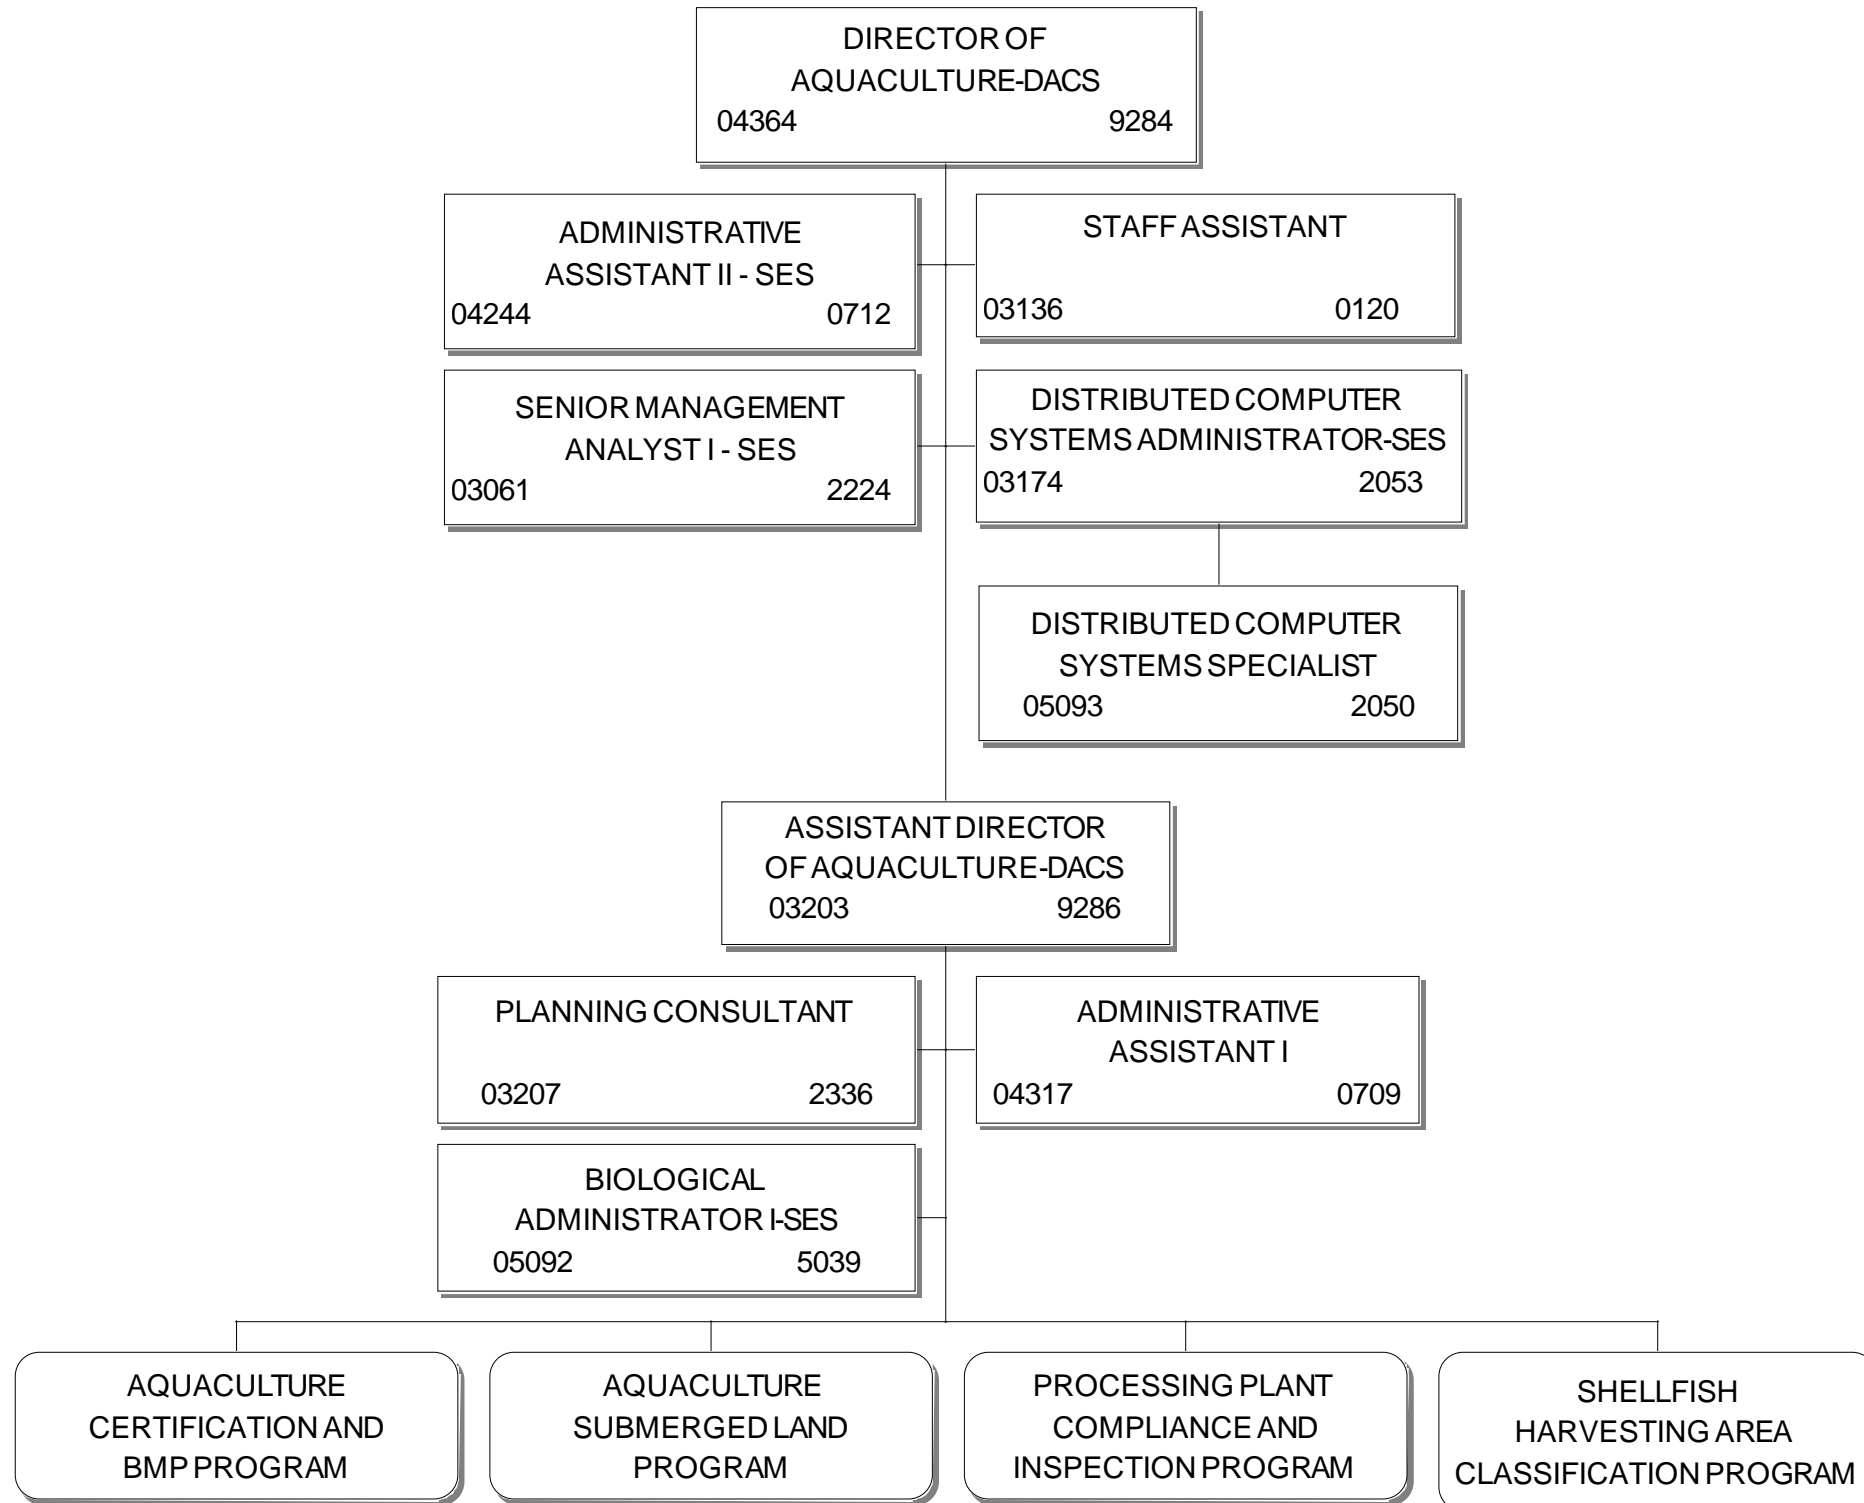 DIRECTOR OF
AQUACULTURE-DACS
04364 9284
ADMINISTRATIVE
ASSISTANT II - SES
04244 0712
STAFF ASSISTANT
03136 0120
SENIOR MANAGEMENT
ANALYST I - SES
03061 2224
DISTRIBUTED COMPUTER
SYSTEMS ADMINISTRATOR-SES
03174 2053
DISTRIBUTED COMPUTER
SYSTEMS SPECIALIST
05093 2050
ASSISTANT DIRECTOR
OF AQUACULTURE-DACS
03203 9286
PLANNING CONSULTANT
03207 2336
ADMINISTRATIVE
ASSISTANT I
04317 0709
BIOLOGICAL
ADMINISTRATOR I-SES
05092 5039
AQUACULTURE
CERTIFICATION AND
BMP PROGRAM
AQUACULTURE
SUBMERGED LAND
PROGRAM
PROCESSING PLANT
COMPLIANCE AND
INSPECTION PROGRAM
SHELLFISH
HARVESTING AREA
CLASSIFICATION PROGRAM